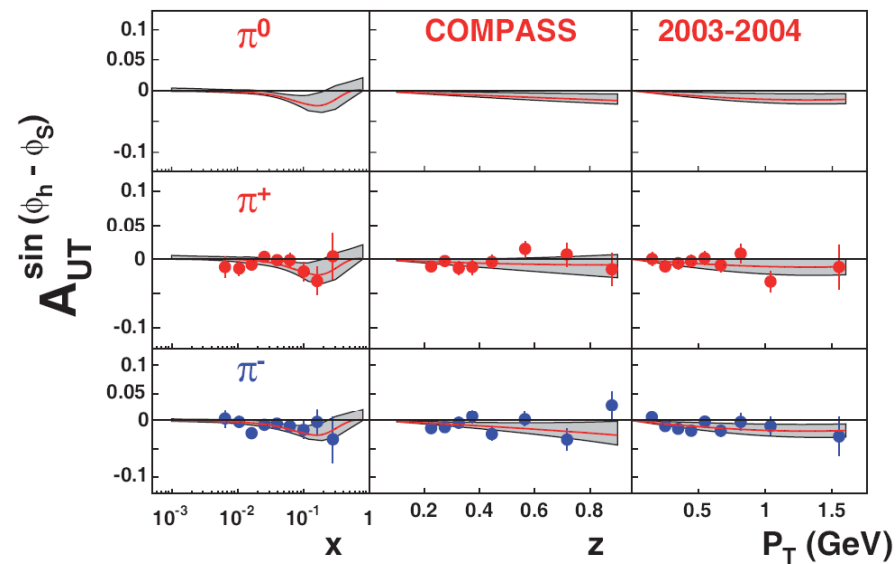 π⁰ COMPASS 2003-2004
0.1
0.05
0
-0.1
A_UT^sin (ϕ_h - ϕ_S)
π⁺
0.1
0.05
0
-0.1
π⁻
0.1
0.05
0
-0.1
10⁻³ 10⁻² 10⁻¹ 1 0.2 0.4 0.6 0.8 0.5 1 1.5
x z P_T (GeV)